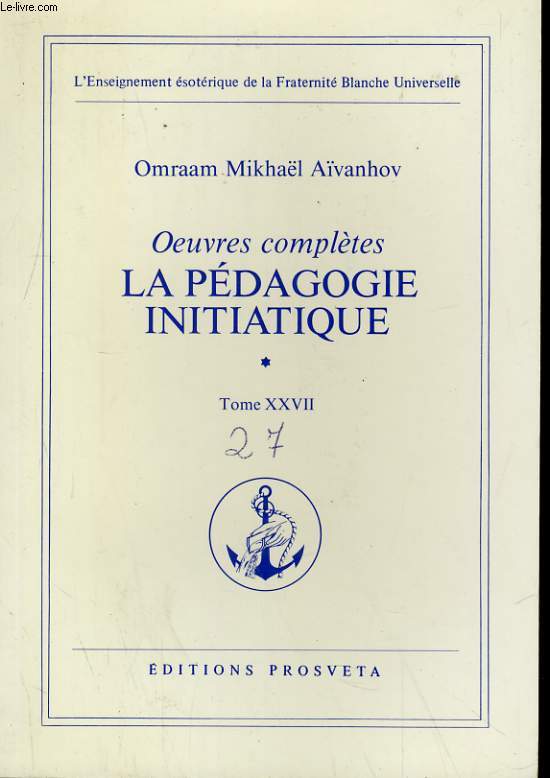 Le-livre.com
L'Enseignement ésotérique de la Fraternité Blanche Universelle
Omraam Mikhaël Aïvanhov
Oeuvres complètes
LA PÉDAGOGIE
INITIATIQUE
*
Tome XXVII
27
ÉDITIONS PROSVETA